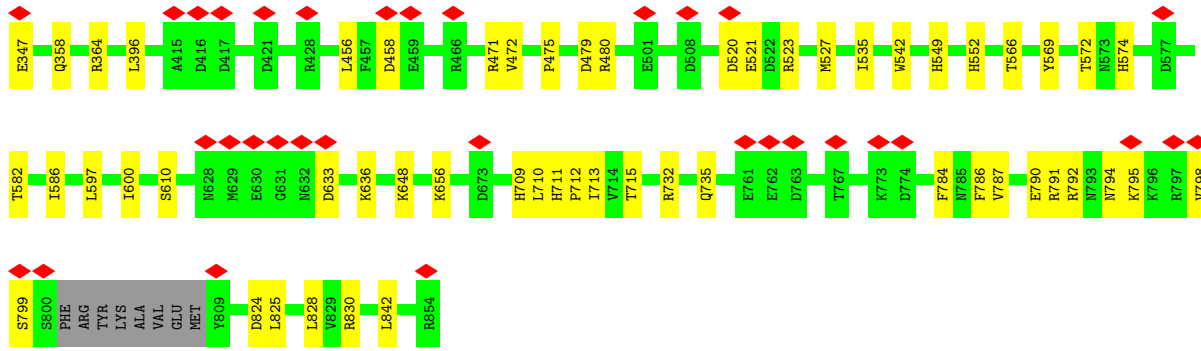 E347 Q358 R364 L396 A415 D416 D417 D421 R428 L456 F457 D458 E459 R466 R471 V472 P475 D479 R480 E501 D508 D520 E521 D522 R523 M527 I535 W542 H549 H552 T566 Y569 T572 N573 H574 D577
T582 I586 L597 I600 S610 N628 M629 E630 G631 N632 D633 K636 K648 K656 D673 H709 L710 H711 P712 I713 V714 T715 R732 Q735 E761 E762 D763 T767 K773 D774 F784 N785 F786 V787 E790 R791 R792 N793 N794 K795 K796 R797 V798
S799 S800 PHE ARG TYR LYS ALA VAL GLU MET Y809 D824 L825 L828 V829 R830 L842 R854